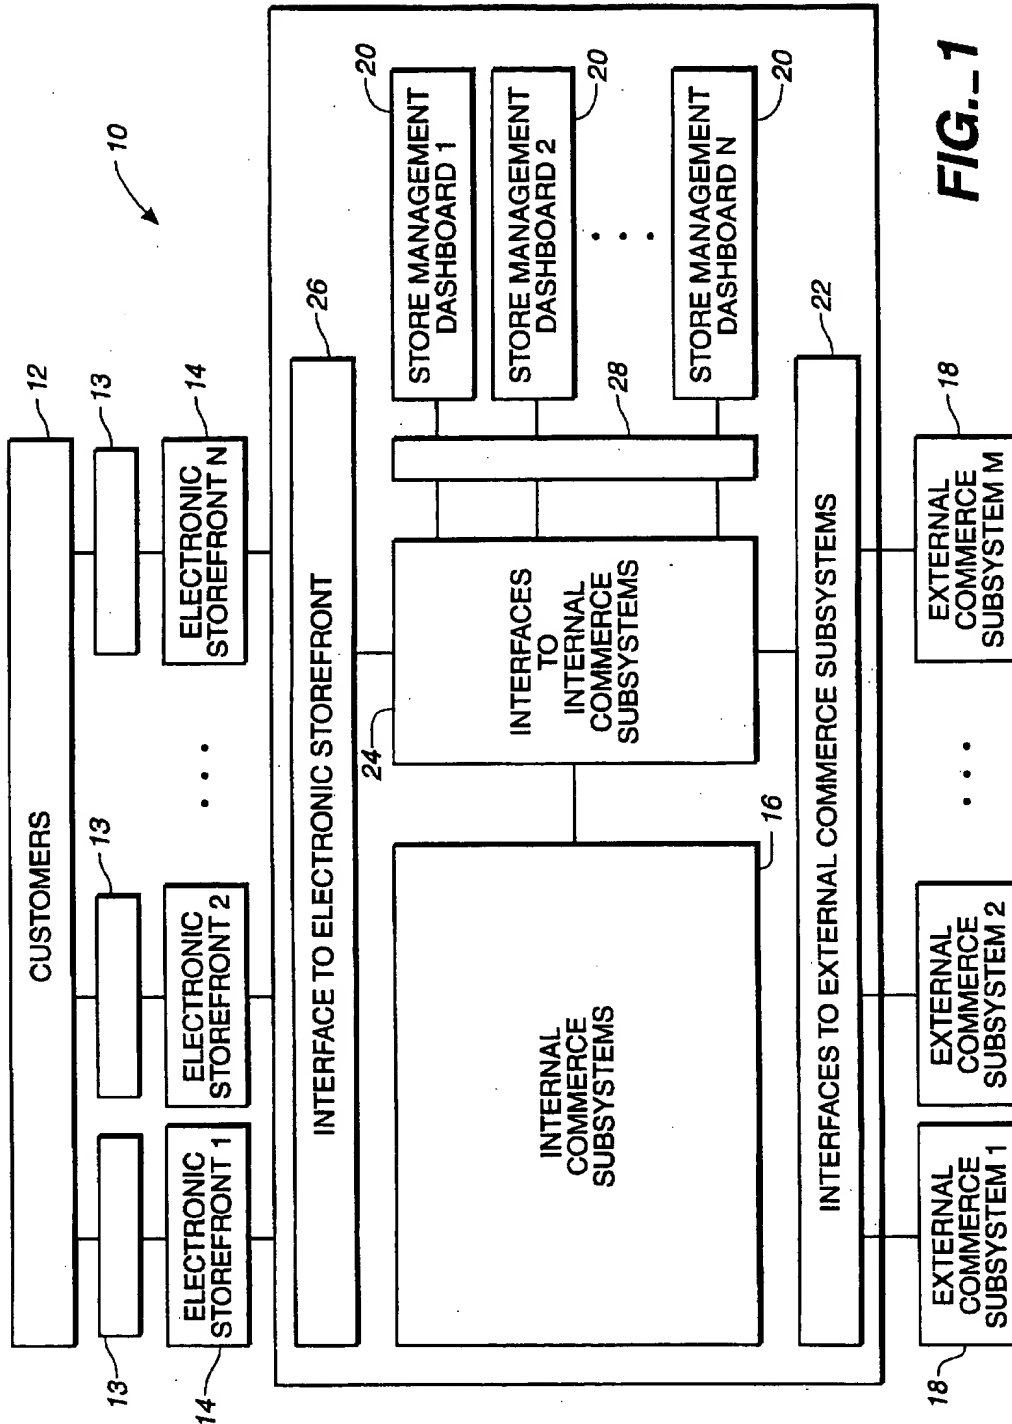 10
12
CUSTOMERS
13
13
13
14
ELECTRONIC
STOREFRONT 1
ELECTRONIC
STOREFRONT 2
• • •
ELECTRONIC
STOREFRONT N
14
26
INTERFACE TO ELECTRONIC STOREFRONT
INTERNAL
COMMERCE
SUBSYSTEMS
16
24
INTERFACES
TO
INTERNAL
COMMERCE
SUBSYSTEMS
28
STORE MANAGEMENT
DASHBOARD 1
20
STORE MANAGEMENT
DASHBOARD 2
20
• • •
STORE MANAGEMENT
DASHBOARD N
20
INTERFACES TO EXTERNAL COMMERCE SUBSYSTEMS
22
EXTERNAL
COMMERCE
SUBSYSTEM 1
18
EXTERNAL
COMMERCE
SUBSYSTEM 2
• • •
EXTERNAL
COMMERCE
SUBSYSTEM M
18
FIG._1